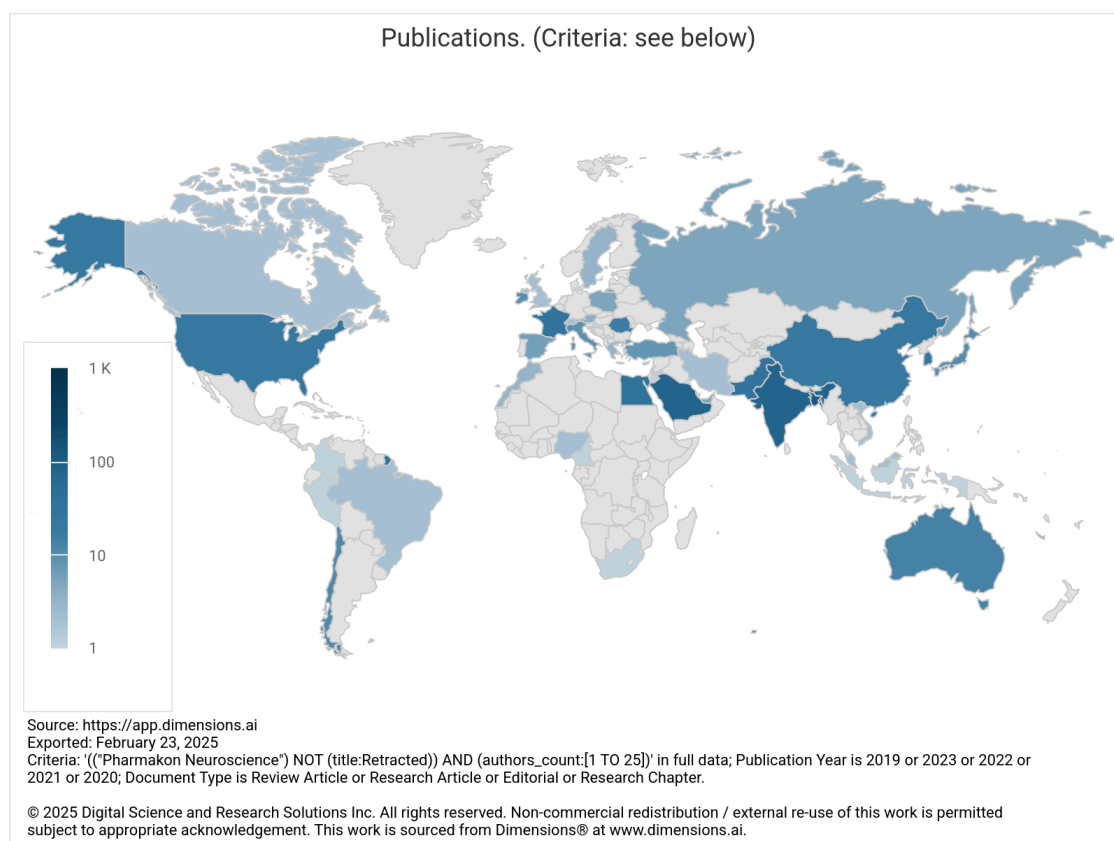 Publications. (Criteria: see below)
1 K
100
10
1
Source: https://app.dimensions.ai
Exported: February 23, 2025
Criteria: '(("Pharmakon Neuroscience") NOT (title:Retracted)) AND (authors_count:[1 TO 25])' in full data; Publication Year is 2019 or 2023 or 2022 or
2021 or 2020; Document Type is Review Article or Research Article or Editorial or Research Chapter.
© 2025 Digital Science and Research Solutions Inc. All rights reserved. Non-commercial redistribution / external re-use of this work is permitted
subject to appropriate acknowledgement. This work is sourced from Dimensions® at www.dimensions.ai.